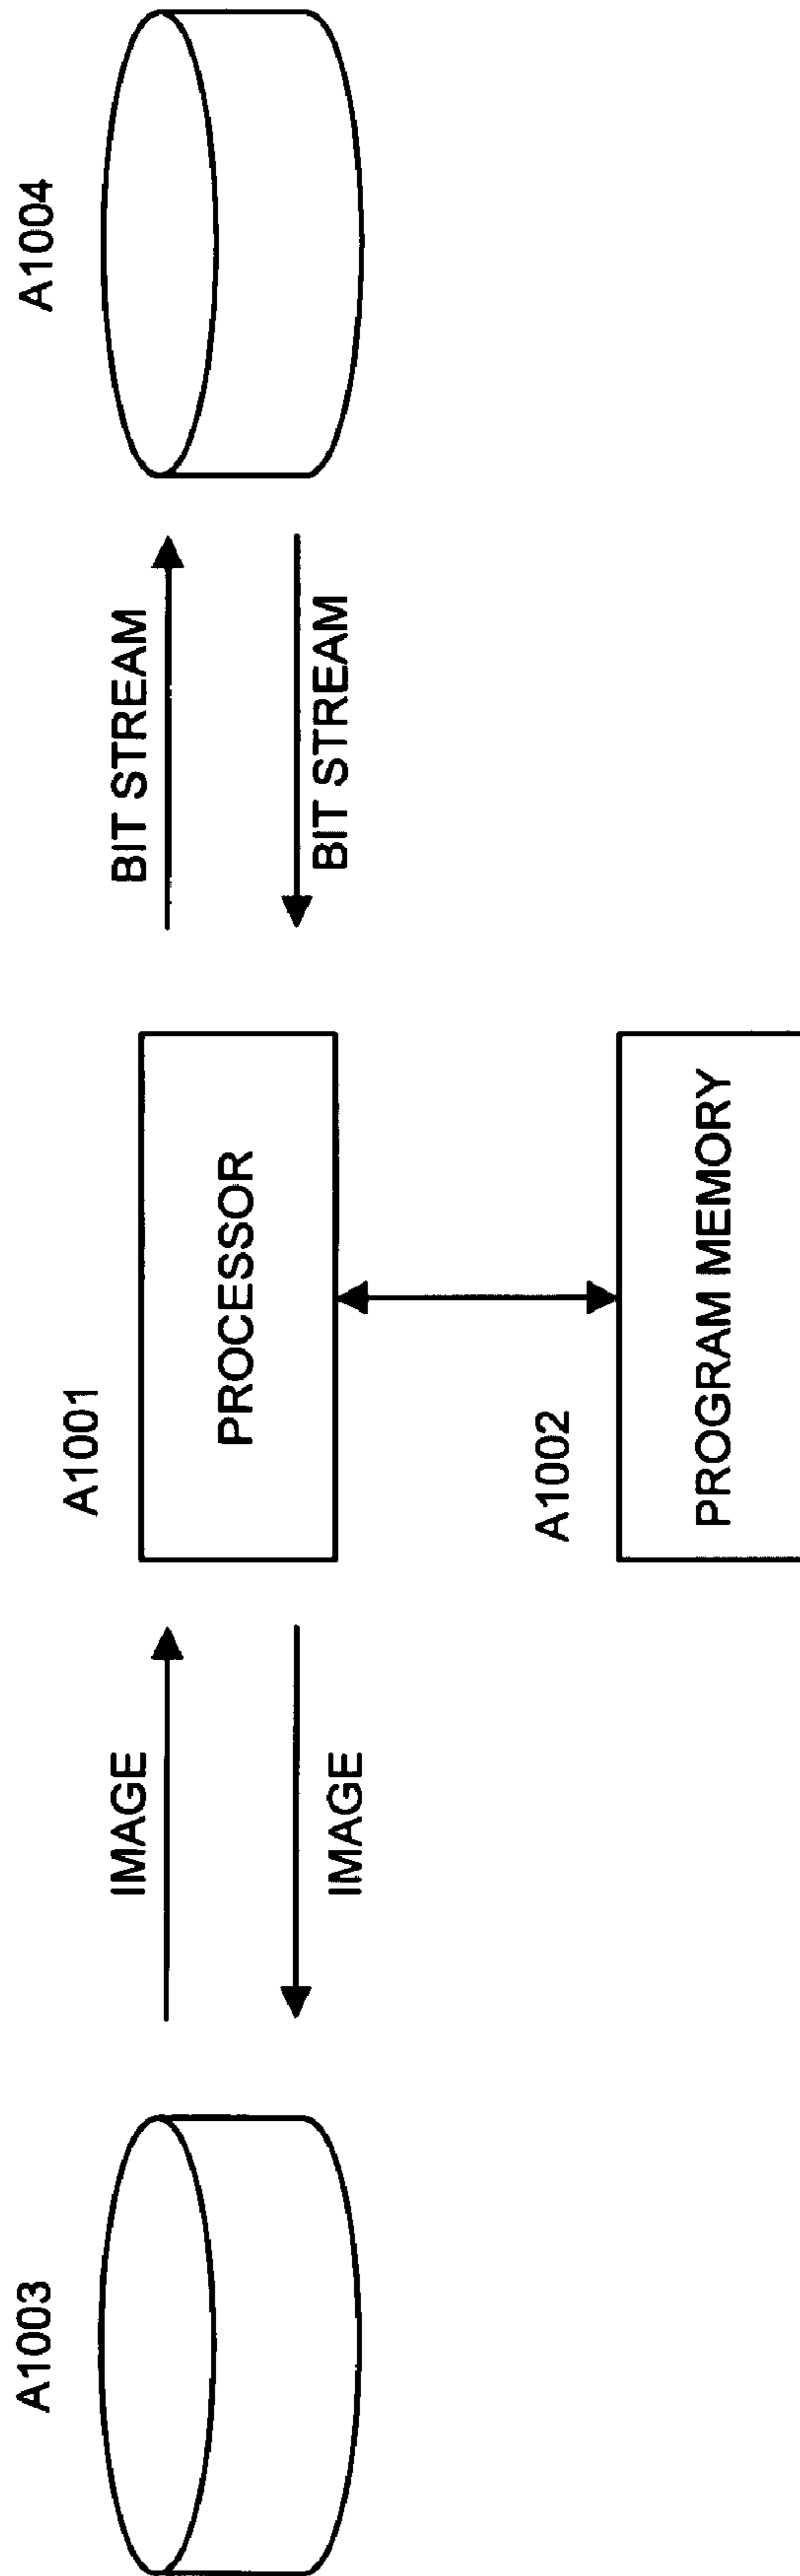 A1003
IMAGE
IMAGE
A1001
PROCESSOR
A1002
PROGRAM MEMORY
BIT STREAM
BIT STREAM
A1004